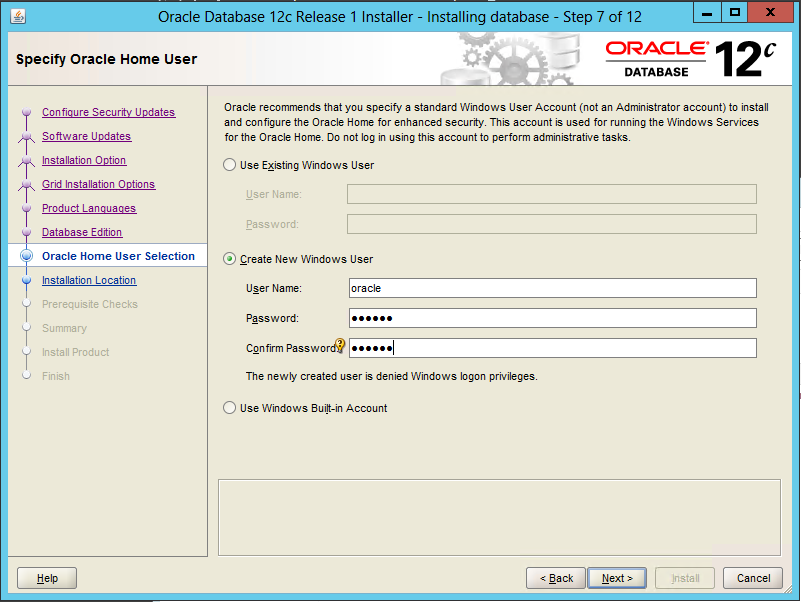 Oracle Database 12c Release 1 Installer - Installing database - Step 7 of 12
Specify Oracle Home User
ORACLE®
DATABASE
12c
Configure Security Updates
Software Updates
Installation Option
Grid Installation Options
Product Languages
Database Edition
Oracle Home User Selection
Installation Location
Prerequisite Checks
Summary
Install Product
Finish
Oracle recommends that you specify a standard Windows User Account (not an Administrator account) to install
and configure the Oracle Home for enhanced security. This account is used for running the Windows Services
for the Oracle Home. Do not log in using this account to perform administrative tasks.
Use Existing Windows User
User Name:
Password:
Create New Windows User
User Name: oracle
Password: ●●●●●●
Confirm Password: ●●●●●●
The newly created user is denied Windows logon privileges.
Use Windows Built-in Account
Help
< Back
Next >
Install
Cancel